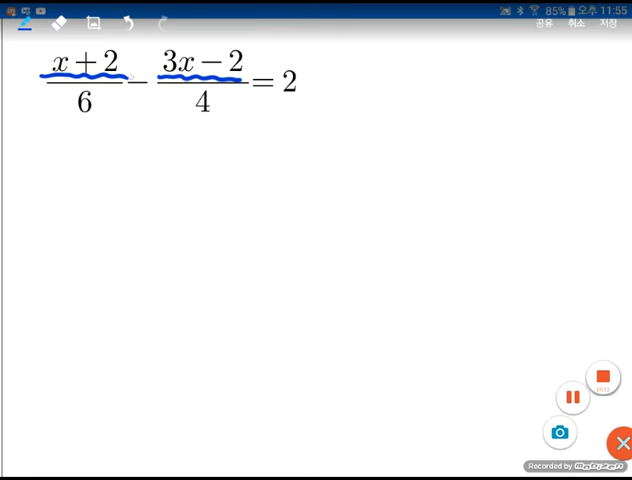 85% 오후 11:55
공유 취소 저장
x + 2 3x − 2
− = 2
6 4
Recorded by Mobizen